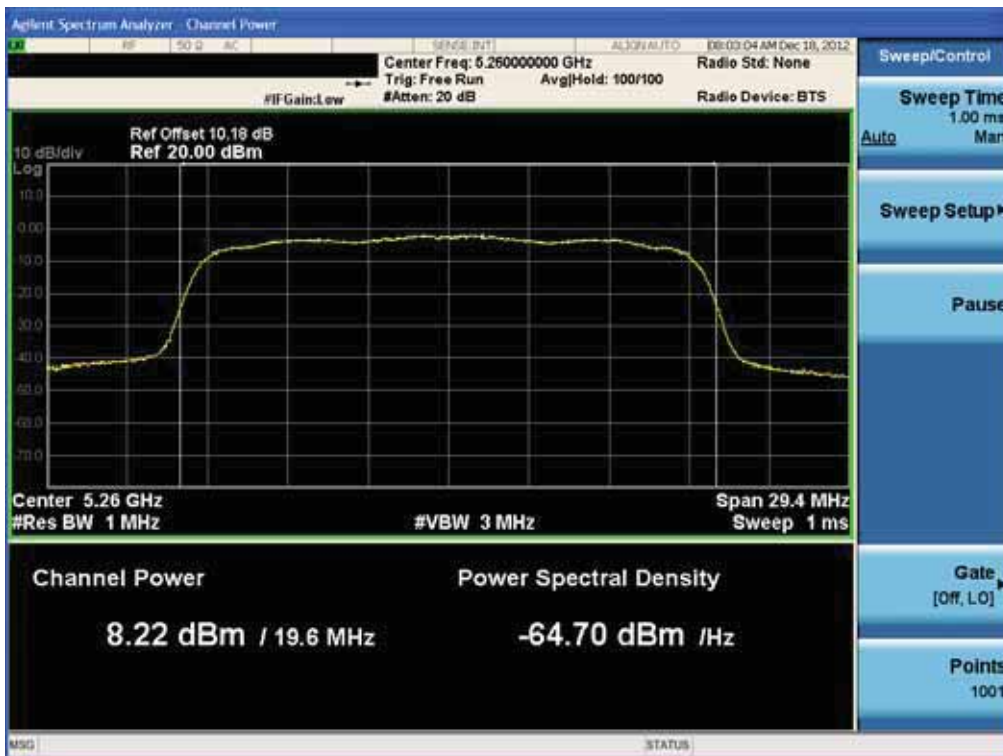 Agilent Spectrum Analyzer - Channel Power
RF 50 Ω AC SENSE:INT ALIGN AUTO 08:03:04 AM Dec 18, 2012
Center Freq: 5.260000000 GHz Radio Std: None
Trig: Free Run Avg|Hold: 100/100
#IFGain:Low #Atten: 20 dB Radio Device: BTS
Ref Offset 10.18 dB
10 dB/div Ref 20.00 dBm
Log
10.0
0.00
-10.0
-20.0
-30.0
-40.0
-50.0
-60.0
-70.0
Center 5.26 GHz Span 29.4 MHz
#Res BW 1 MHz #VBW 3 MHz Sweep 1 ms
Channel Power Power Spectral Density
8.22 dBm / 19.6 MHz -64.70 dBm /Hz
MSG STATUS
Sweep/Control
Sweep Time
1.00 ms
Auto Man
Sweep Setup
Pause
Gate
[Off, LO]
Points
1001